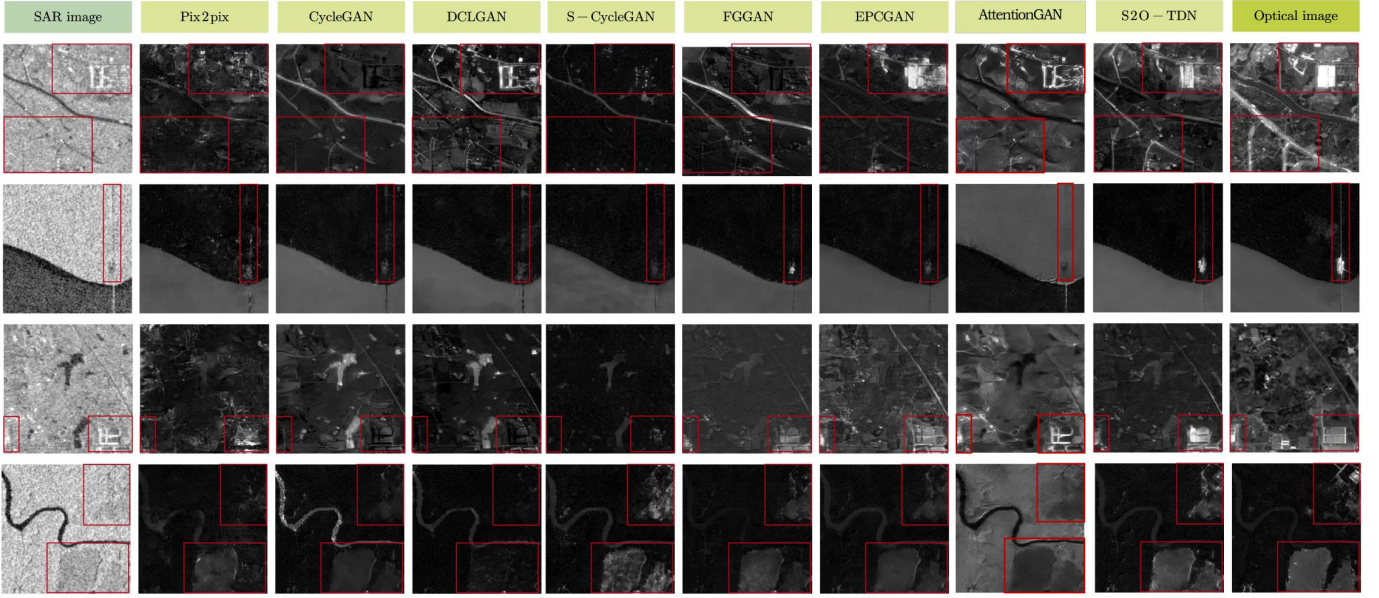 SAR image
Pix2pix
CycleGAN
DCLGAN
S−CycleGAN
FGGAN
EPCGAN
AttentionGAN
S2O−TDN
Optical image